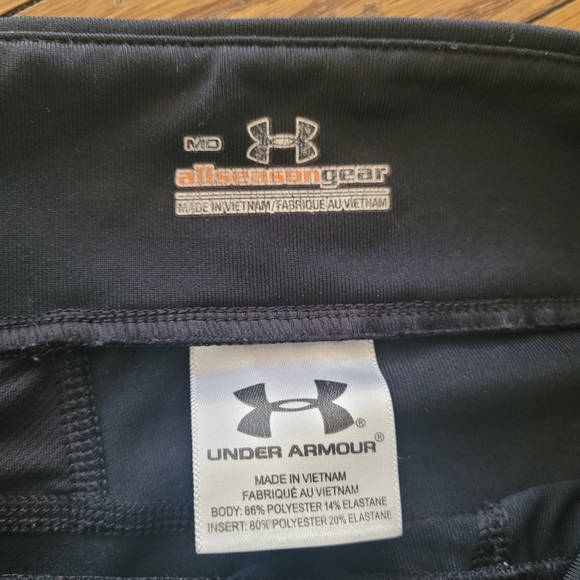 MD
allseasongear
MADE IN VIETNAM/FABRIQUE AU VIETNAM
®
UNDER ARMOUR®
MADE IN VIETNAM
FABRIQUÉ AU VIETNAM
BODY: 86% POLYESTER 14% ELASTANE
INSERT: 80% POLYESTER 20% ELASTANE